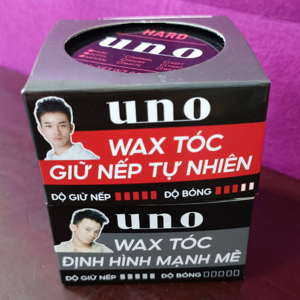 HARD
uno
uno
WAX TÓC
GIỮ NẾP TỰ NHIÊN
ĐỘ GIỮ NẾP ĐỘ BÓNG
uno
WAX TÓC
ĐỊNH HÌNH MẠNH MẼ
ĐỘ GIỮ NẾP ĐỘ BÓNG